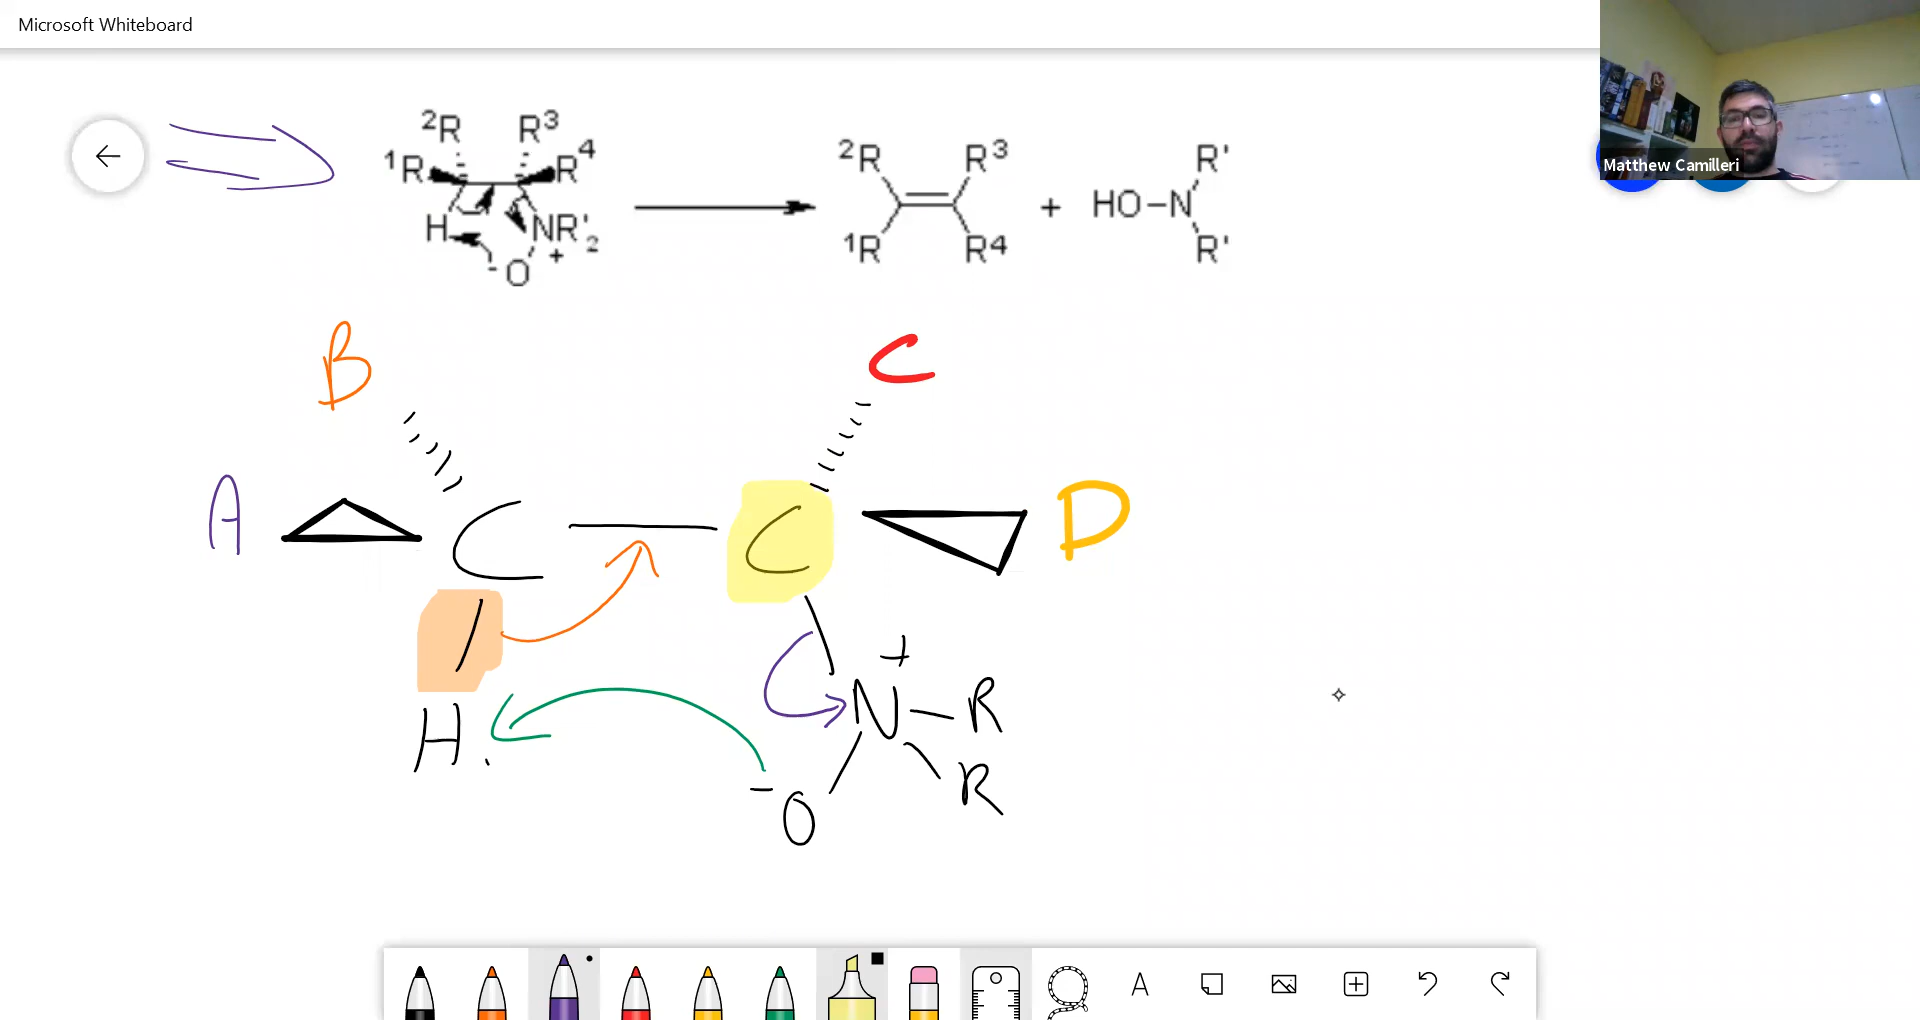 Microsoft Whiteboard
Matthew Camilleri
²R R³
¹R R⁴
H NR'₂
+
- O
²R R³
¹R R⁴
+ HO-N R'
R'
B C
A C C D
+
H. N-R
R
-O
A